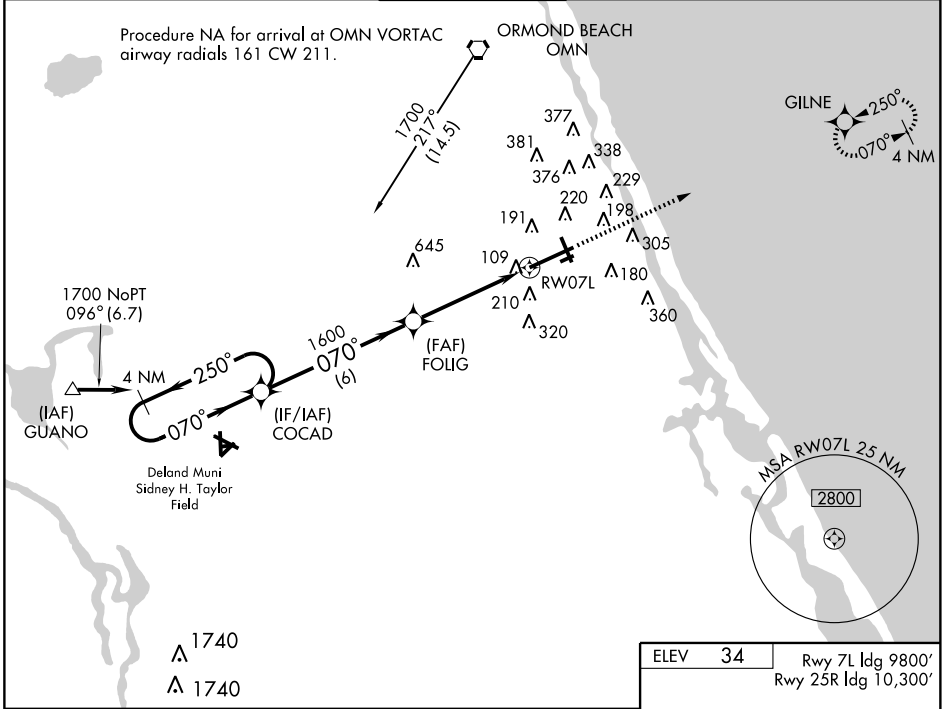 Procedure NA for arrival at OMN VORTAC
airway radials 161 CW 211.
ORMOND BEACH
OMN
1700
217°
(14.5)
GILNE
250°
070°
4 NM
377
381
338
376
229
220
198
191
305
645
109
RW07L
180
210
360
320
1700 NoPT
096° (6.7)
4 NM
250°
070°
1600
070°
(6)
(FAF)
FOLIG
(IAF)
GUANO
(IF/IAF)
COCAD
Deland Muni
Sidney H. Taylor
Field
MSA RW07L 25 NM
2800
1740
1740
ELEV 34
Rwy 7L ldg 9800’
Rwy 25R ldg 10,300’